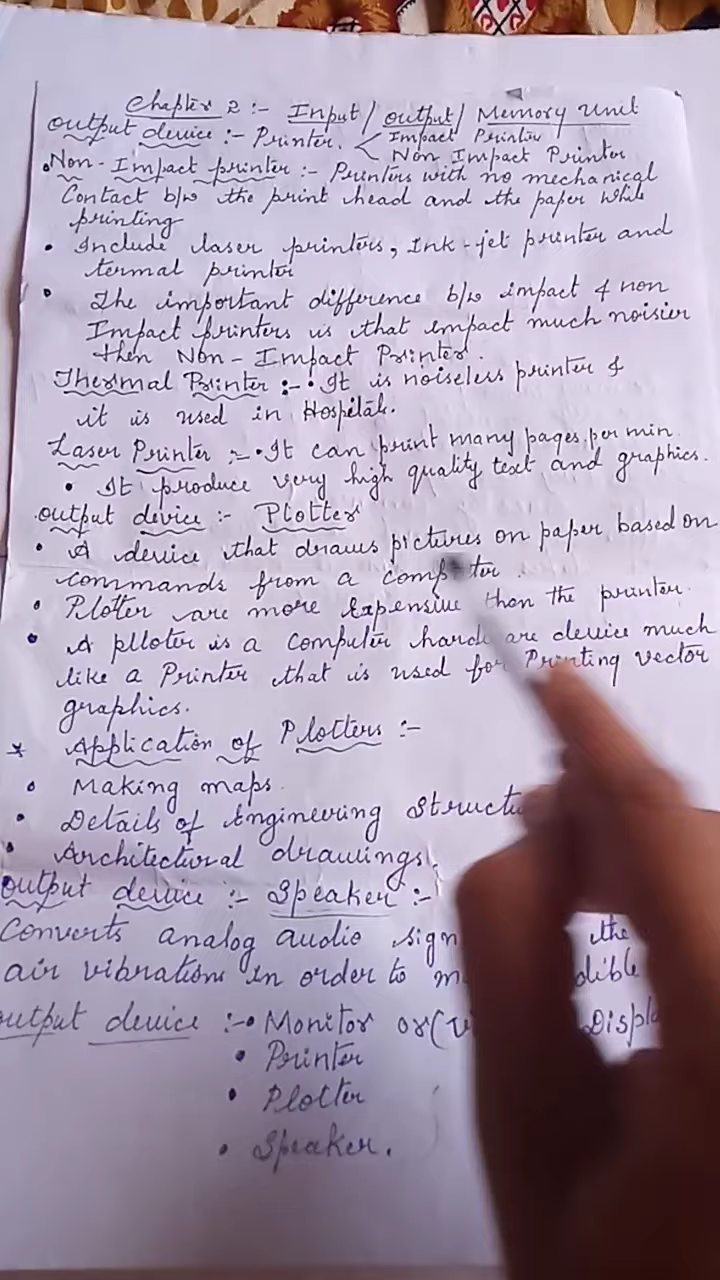 Chapter 2 :- Input / output / Memory Unit
output device :- Printer. < Impact Printer
Non Impact Printer
• Non - Impact printer :- Printers with no mechanical
Contact b/w the print head and the paper while
printing
• Include laser printers, Ink-jet printer and
termal printer
• The important difference b/w impact & non
Impact printers is that impact much noisier
then Non - Impact Printer.
Thermal Printer :- • It is noiseless printer &
it is used in Hospitals.
Laser Printer :- • It can print many pages per min.
• It produce very high quality text and graphics.
output device :- Plotter
• A device that draws pictures on paper based on
commands from a
• Plotter are more Expensive than the printer.
• A plloter is a computer device much
like a Printer that is used for Printing vector
graphics.
* Application of Plotters :-
• Making maps.
• Details of Engineering
• Architectural drawings.
output device :- Speaker :-
Converts analog audio the
air vibrations in order to
output device :- • Monitor or
• Printer
• Plotter
• Speaker.